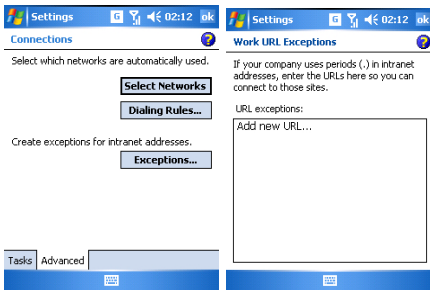 Settings G 02:12 ok
Connections ?
Select which networks are automatically used.
Select Networks
Dialing Rules...
Create exceptions for intranet addresses.
Exceptions...
Tasks Advanced
Settings G 02:12 ok
Work URL Exceptions ?
If your company uses periods (.) in intranet
addresses, enter the URLs here so you can
connect to those sites.
URL exceptions:
Add new URL...